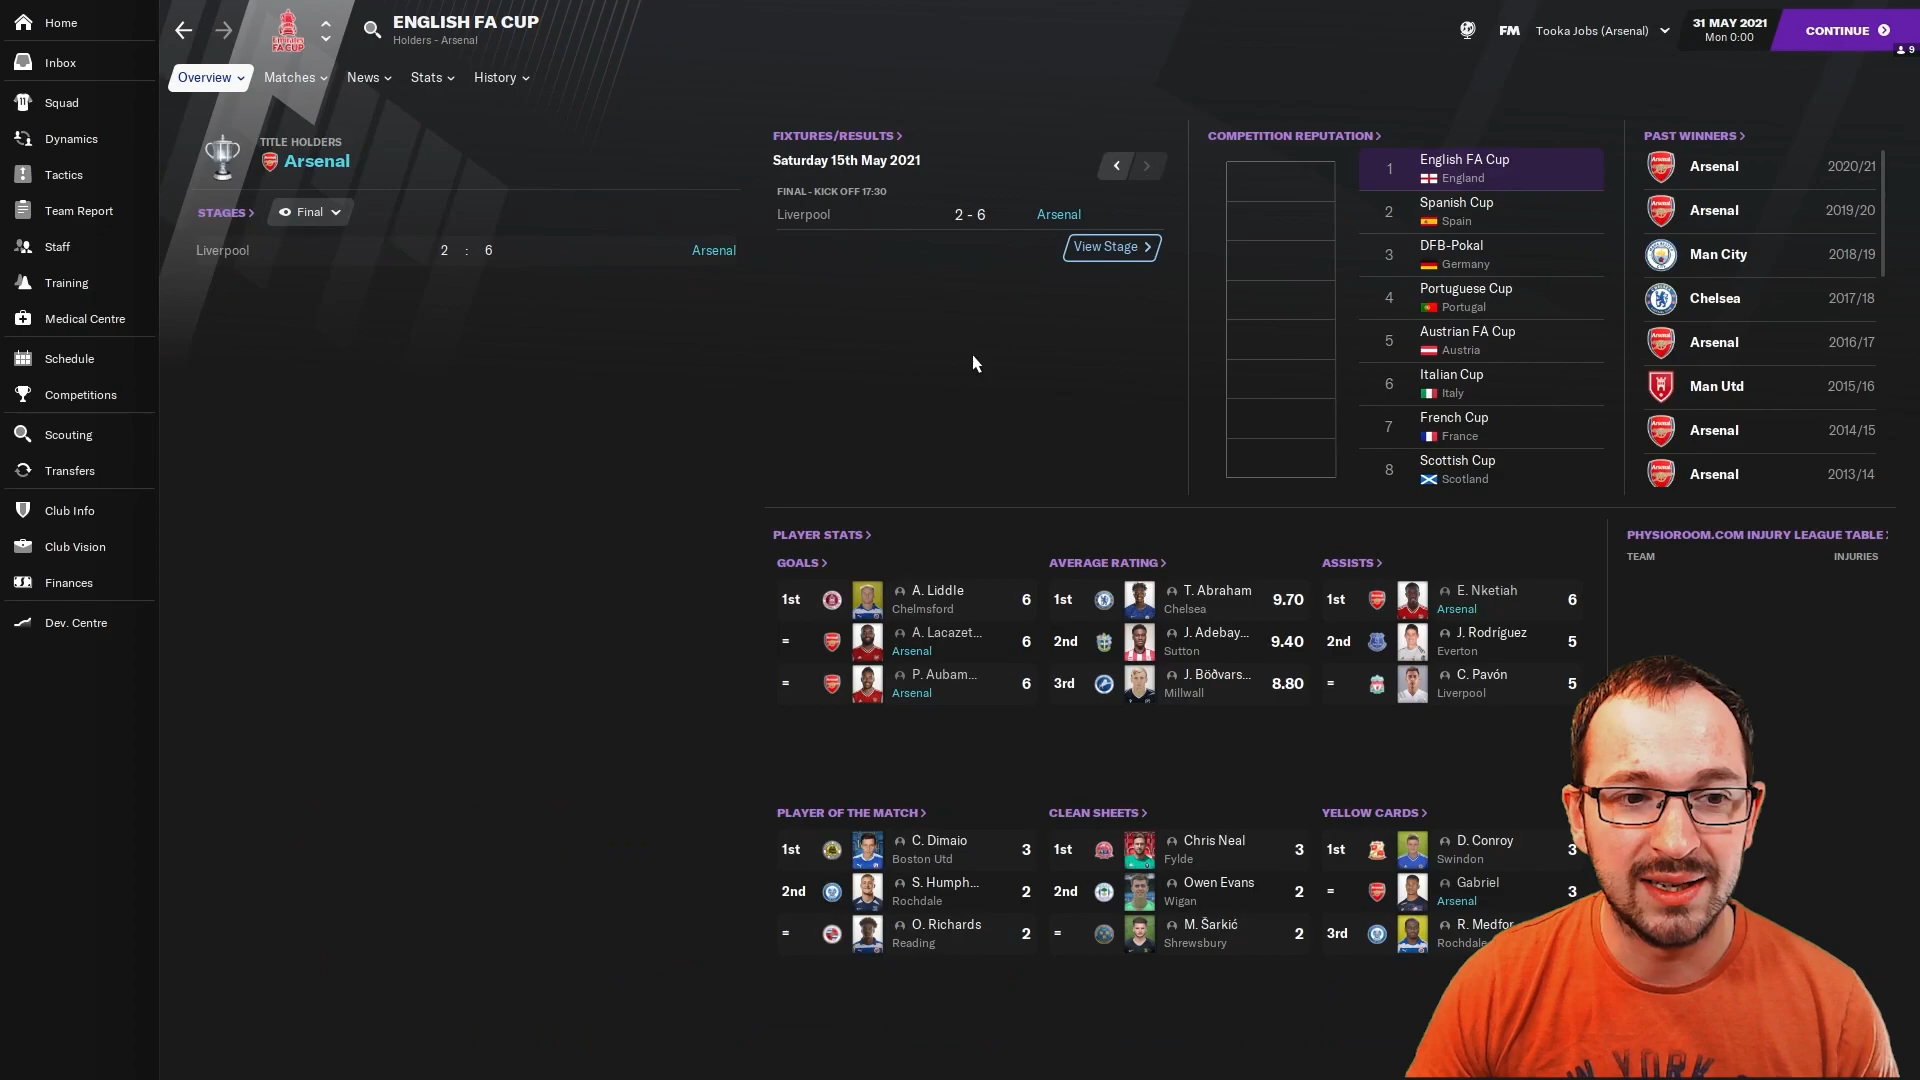 Home
Inbox
Squad
Dynamics
Tactics
Team Report
Staff
Training
Medical Centre
Schedule
Competitions
Scouting
Transfers
Club Info
Club Vision
Finances
Dev. Centre
Emirates
FA CUP
ENGLISH FA CUP
Holders - Arsenal
FM
Tooka Jobs (Arsenal)
31 MAY 2021
Mon 0:00
CONTINUE
9
Overview
Matches
News
Stats
History
TITLE HOLDERS
Arsenal
STAGES
Final
Liverpool 2 : 6 Arsenal
FIXTURES/RESULTS
Saturday 15th May 2021
FINAL - KICK OFF 17:30
Liverpool 2 - 6 Arsenal
View Stage
COMPETITION REPUTATION
1 English FA Cup
England
2 Spanish Cup
Spain
3 DFB-Pokal
Germany
4 Portuguese Cup
Portugal
5 Austrian FA Cup
Austria
6 Italian Cup
Italy
7 French Cup
France
8 Scottish Cup
Scotland
PAST WINNERS
Arsenal 2020/21
Arsenal 2019/20
Man City 2018/19
Chelsea 2017/18
Arsenal 2016/17
Man Utd 2015/16
Arsenal 2014/15
Arsenal 2013/14
PLAYER STATS
GOALS
1st A. Liddle 6
Chelmsford
= A. Lacazet... 6
Arsenal
= P. Aubam... 6
Arsenal
AVERAGE RATING
1st T. Abraham 9.70
Chelsea
2nd J. Adebay... 9.40
Sutton
3rd J. Böðvars... 8.80
Millwall
ASSISTS
1st E. Nketiah 6
Arsenal
2nd J. Rodríguez 5
Everton
= C. Pavón 5
Liverpool
PHYSIOROOM.COM INJURY LEAGUE TABLE
TEAM INJURIES
PLAYER OF THE MATCH
1st C. Dimaio 3
Boston Utd
2nd S. Humph... 2
Rochdale
= O. Richards 2
Reading
CLEAN SHEETS
1st Chris Neal 3
Fylde
2nd Owen Evans 2
Wigan
= M. Šarkić 2
Shrewsbury
YELLOW CARDS
1st D. Conroy 3
Swindon
= Gabriel 3
Arsenal
3rd R. Medfor
Rochdale
YORK